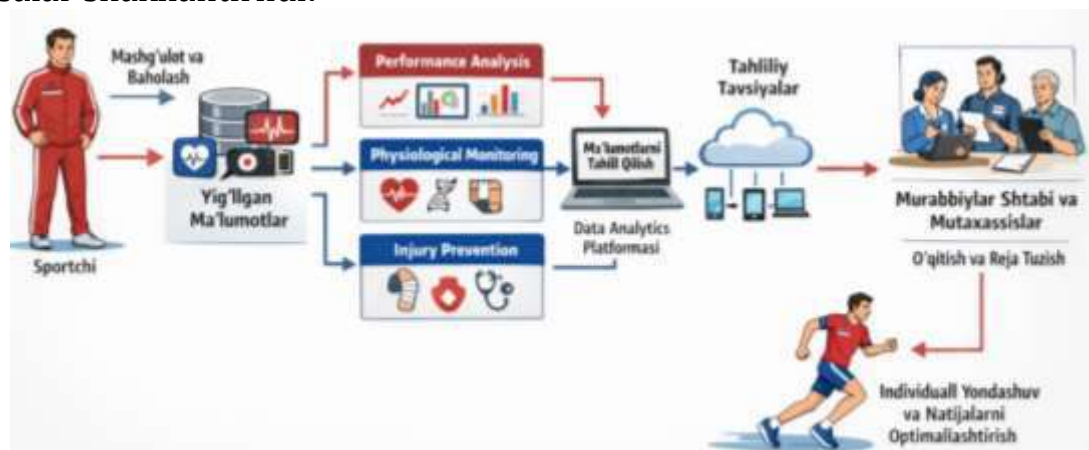 Mashg'ulot va
Baholash
Yig'llgan
Ma'lumotlar
Sportchi
Performance Analysis
Physiological Monitoring
Injury Prevention
Ma'lumotlarni
Tahlil Qilish
Data Analytics
Platformasi
Tahliliy
Tavsiyalar
Murabbiylar Shtabi va
Mutaxassislar
O'qitish va Reja Tuzish
Individuall Yondashuv
va Natijalarni
Optimallashtirish